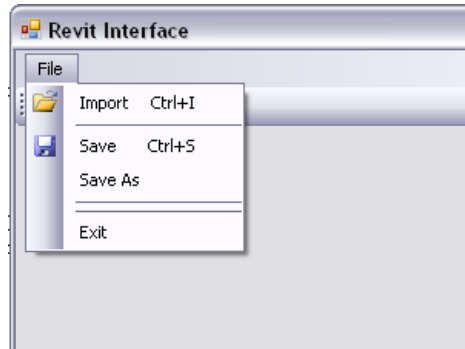 Revit Interface
File
Import Ctrl+I
Save Ctrl+S
Save As
Exit